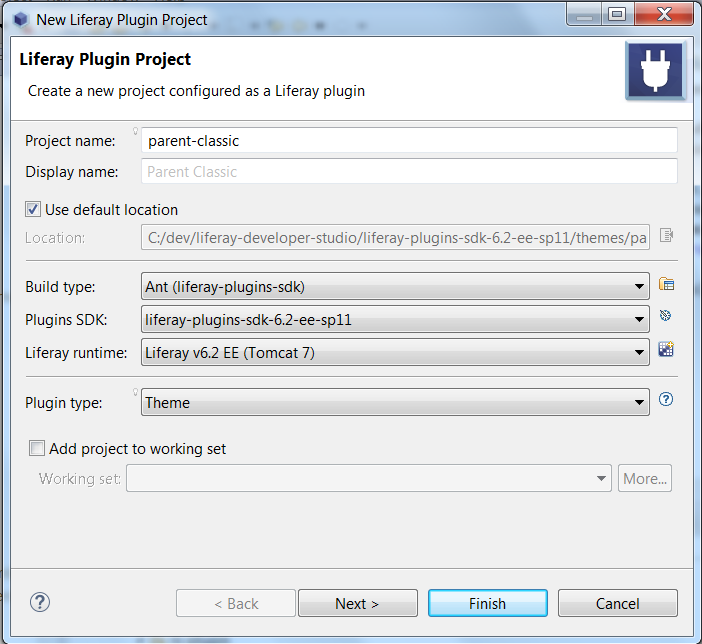 New Liferay Plugin Project
Liferay Plugin Project
Create a new project configured as a Liferay plugin
Project name: parent-classic
Display name: Parent Classic
Use default location
Location: C:/dev/liferay-developer-studio/liferay-plugins-sdk-6.2-ee-sp11/themes/pa
Build type: Ant (liferay-plugins-sdk)
Plugins SDK: liferay-plugins-sdk-6.2-ee-sp11
Liferay runtime: Liferay v6.2 EE (Tomcat 7)
Plugin type: Theme
Add project to working set
Working set: More...
< Back Next > Finish Cancel